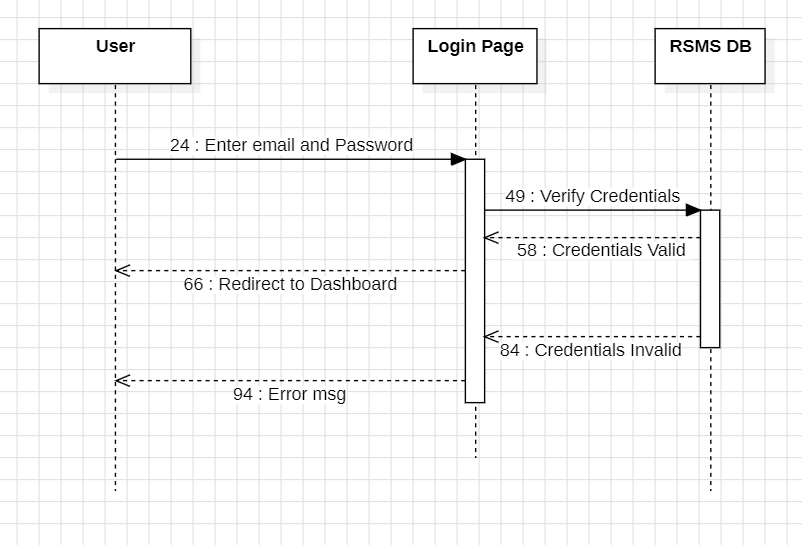 User
Login Page
RSMS DB
24 : Enter email and Password
49 : Verify Credentials
58 : Credentials Valid
66 : Redirect to Dashboard
84 : Credentials Invalid
94 : Error msg